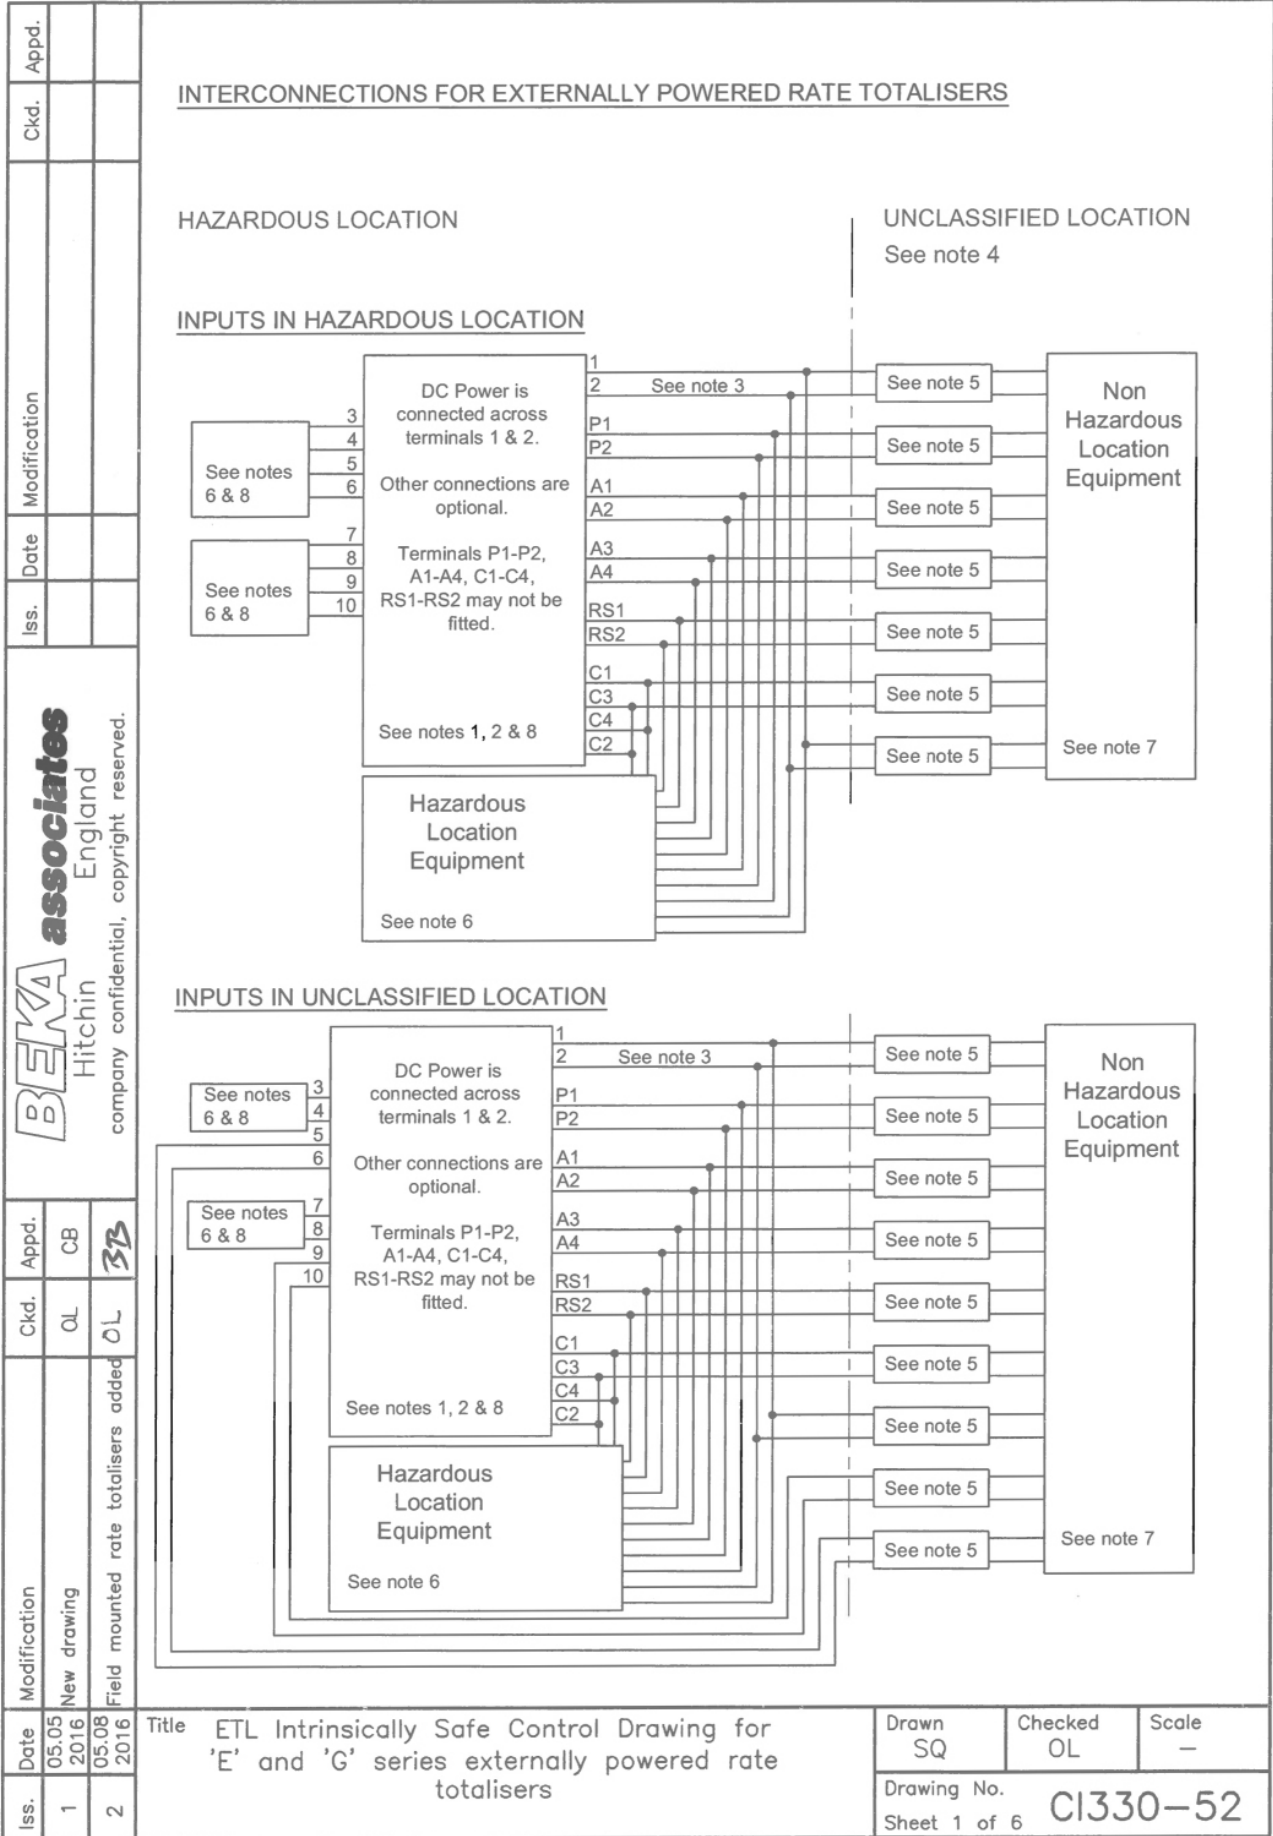 INTERCONNECTIONS FOR EXTERNALLY POWERED RATE TOTALISERS
HAZARDOUS LOCATION
UNCLASSIFIED LOCATION
See note 4
INPUTS IN HAZARDOUS LOCATION
DC Power is
connected across
terminals 1 & 2.
Other connections are
optional.
Terminals P1-P2,
A1-A4, C1-C4,
RS1-RS2 may not be
fitted.
See notes 1, 2 & 8
3
4
5
6
See notes
6 & 8
7
8
9
10
See notes
6 & 8
1
2
See note 3
P1
P2
A1
A2
A3
A4
RS1
RS2
C1
C3
C4
C2
See note 5
See note 5
See note 5
See note 5
See note 5
See note 5
See note 5
Non
Hazardous
Location
Equipment
See note 7
Hazardous
Location
Equipment
See note 6
INPUTS IN UNCLASSIFIED LOCATION
DC Power is
connected across
terminals 1 & 2.
Other connections are
optional.
Terminals P1-P2,
A1-A4, C1-C4,
RS1-RS2 may not be
fitted.
See notes 1, 2 & 8
See notes
6 & 8
3
4
5
6
See notes
6 & 8
7
8
9
10
1
2
See note 3
P1
P2
A1
A2
A3
A4
RS1
RS2
C1
C3
C4
C2
See note 5
See note 5
See note 5
See note 5
See note 5
See note 5
See note 5
See note 5
See note 5
Non
Hazardous
Location
Equipment
See note 7
Hazardous
Location
Equipment
See note 6
Title
ETL Intrinsically Safe Control Drawing for
'E' and 'G' series externally powered rate
totalisers
Drawn
SQ
Checked
OL
Scale
–
Drawing No.
Sheet 1 of 6
CI330–52
Iss. Date Modification Ckd. Appd.
1 05.05 2016 New drawing OL CB
2 05.08 2016 Field mounted rate totalisers added OL
BEKA associates
Hitchin England
company confidential, copyright reserved.
Iss. Date Modification Ckd. Appd.